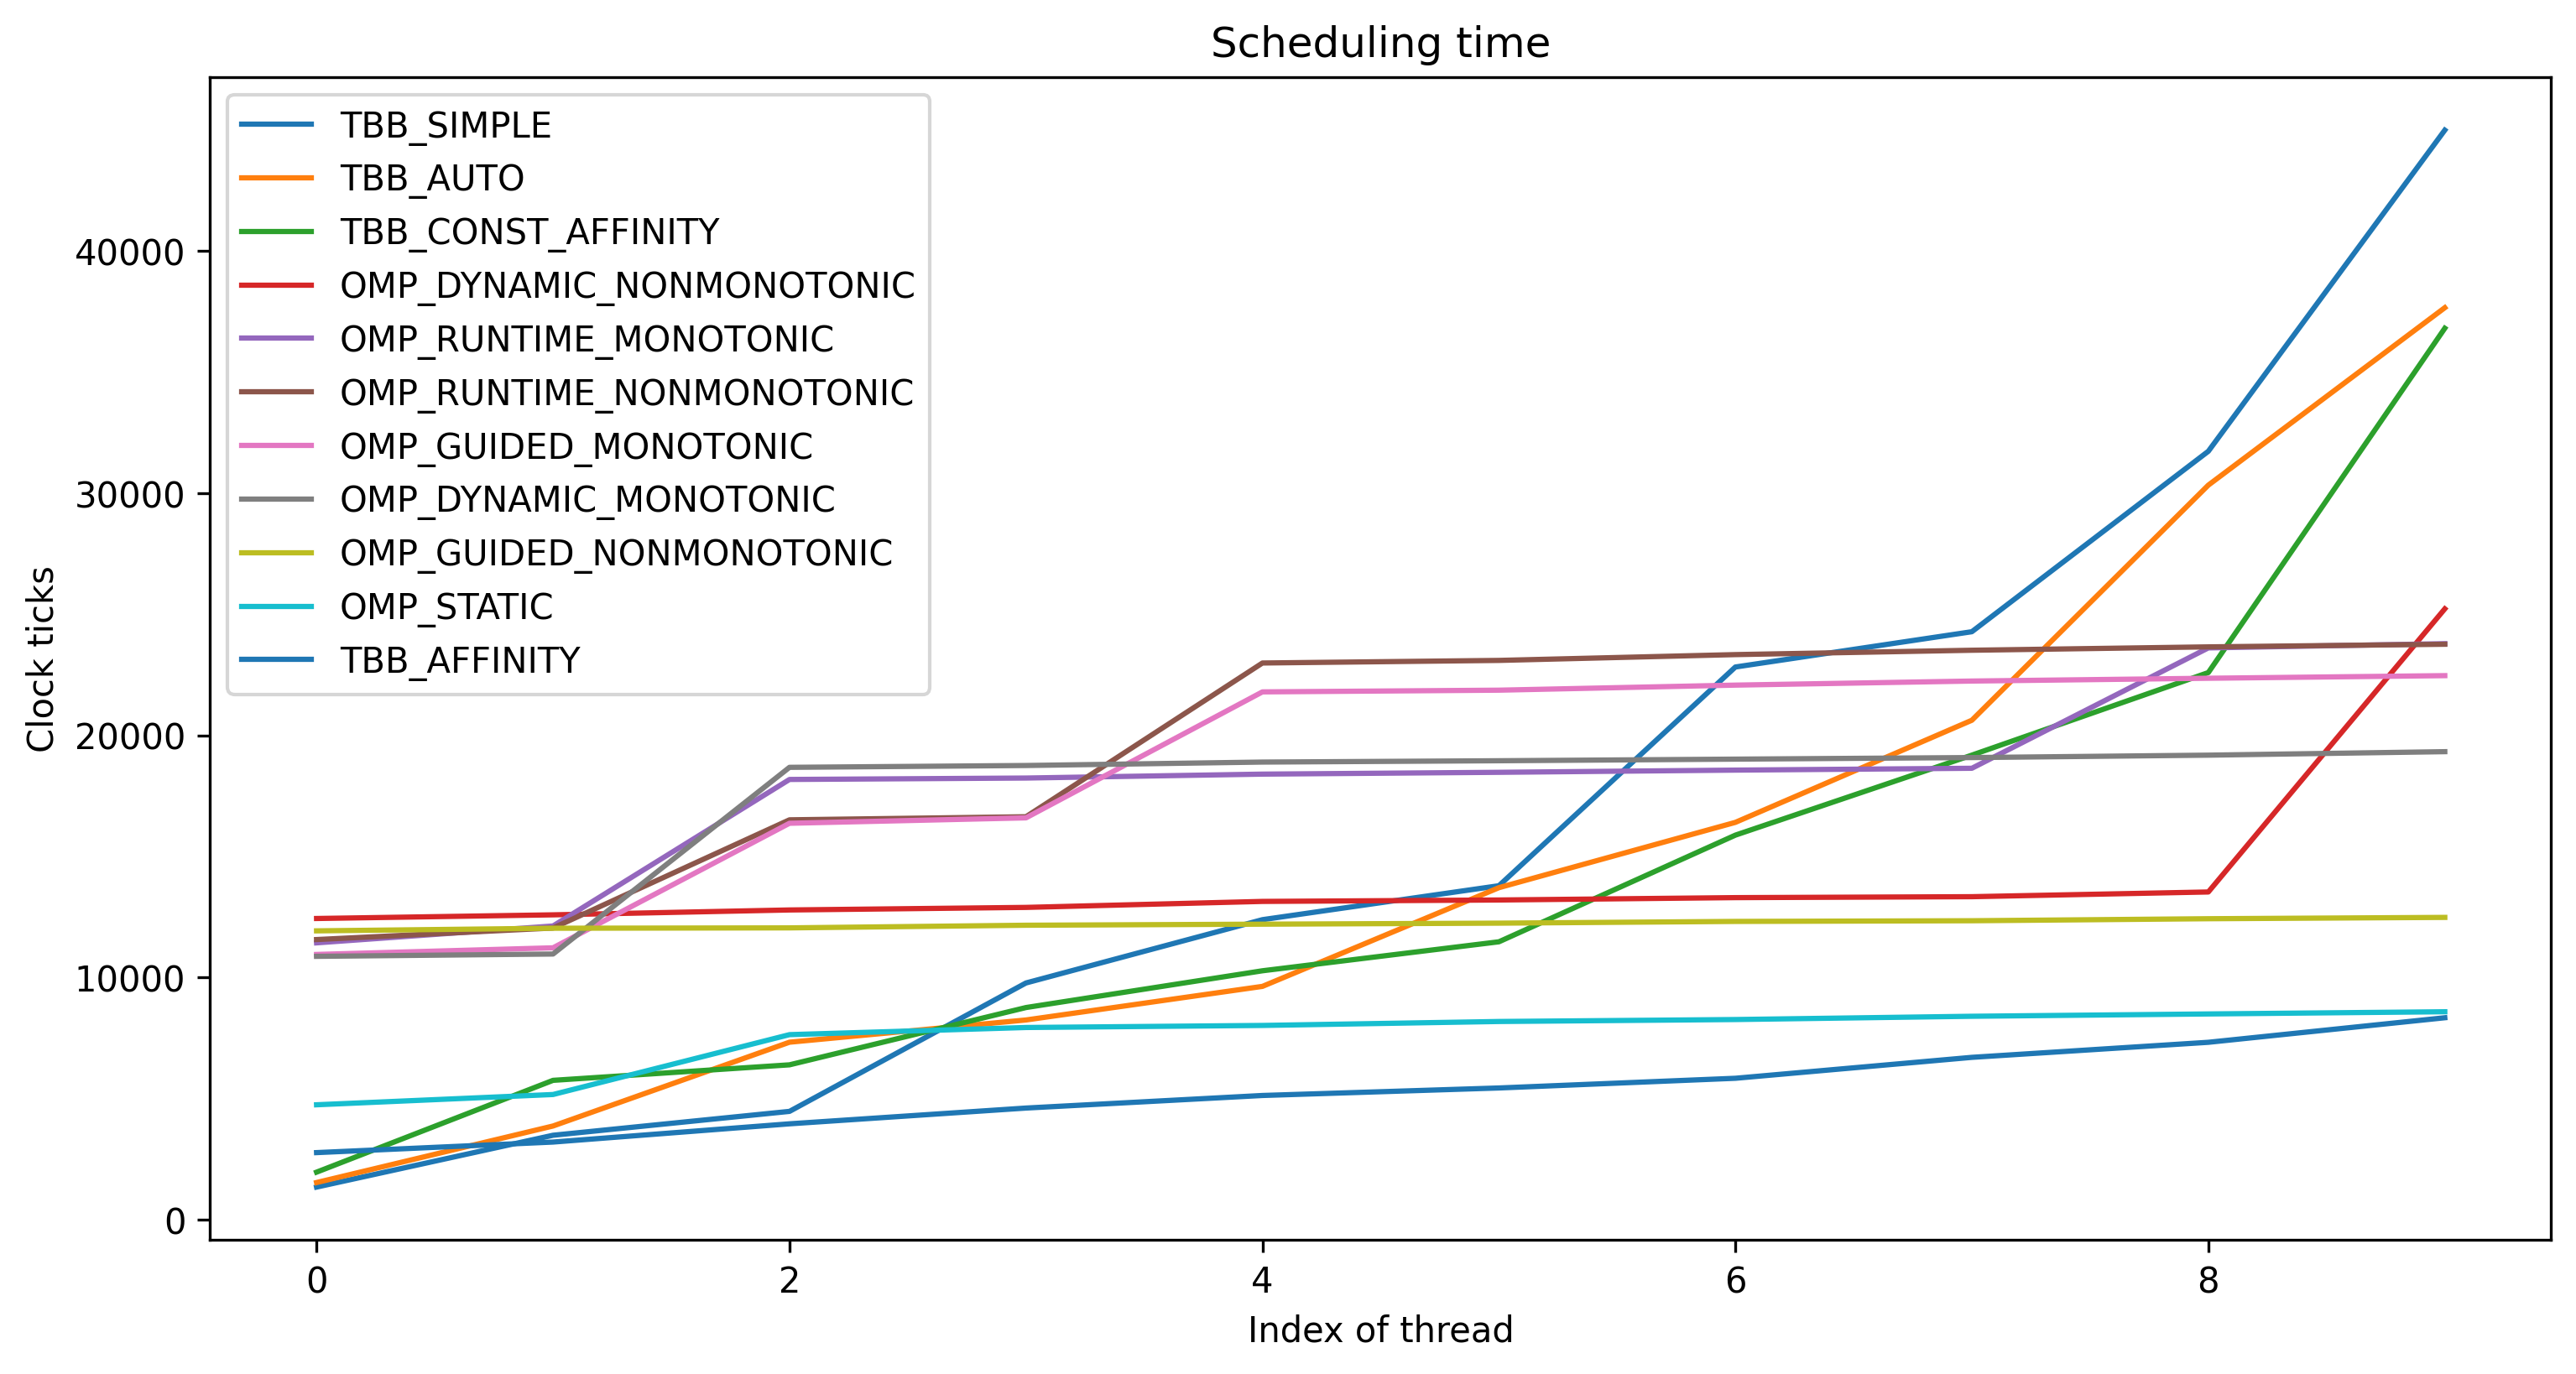 Scheduling time
TBB_SIMPLE
TBB_AUTO
TBB_CONST_AFFINITY
OMP_DYNAMIC_NONMONOTONIC
OMP_RUNTIME_MONOTONIC
OMP_RUNTIME_NONMONOTONIC
OMP_GUIDED_MONOTONIC
OMP_DYNAMIC_MONOTONIC
OMP_GUIDED_NONMONOTONIC
OMP_STATIC
TBB_AFFINITY
Clock ticks
40000
30000
20000
10000
0
0 2 4 6 8
Index of thread